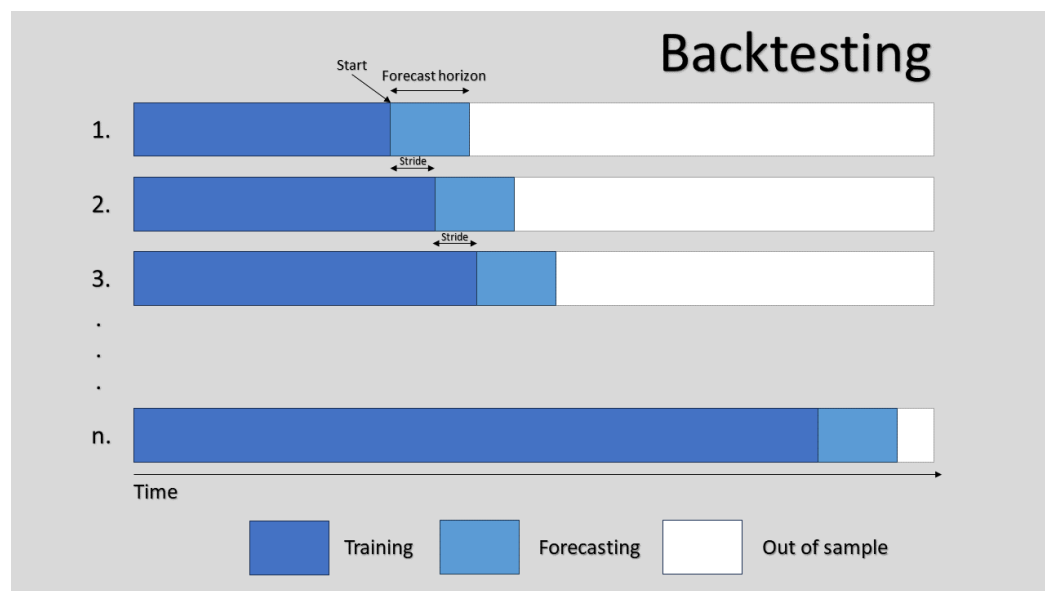 Backtesting
Start
Forecast horizon
1.
Stride
2.
Stride
3.
.
.
.
n.
Time
Training
Forecasting
Out of sample